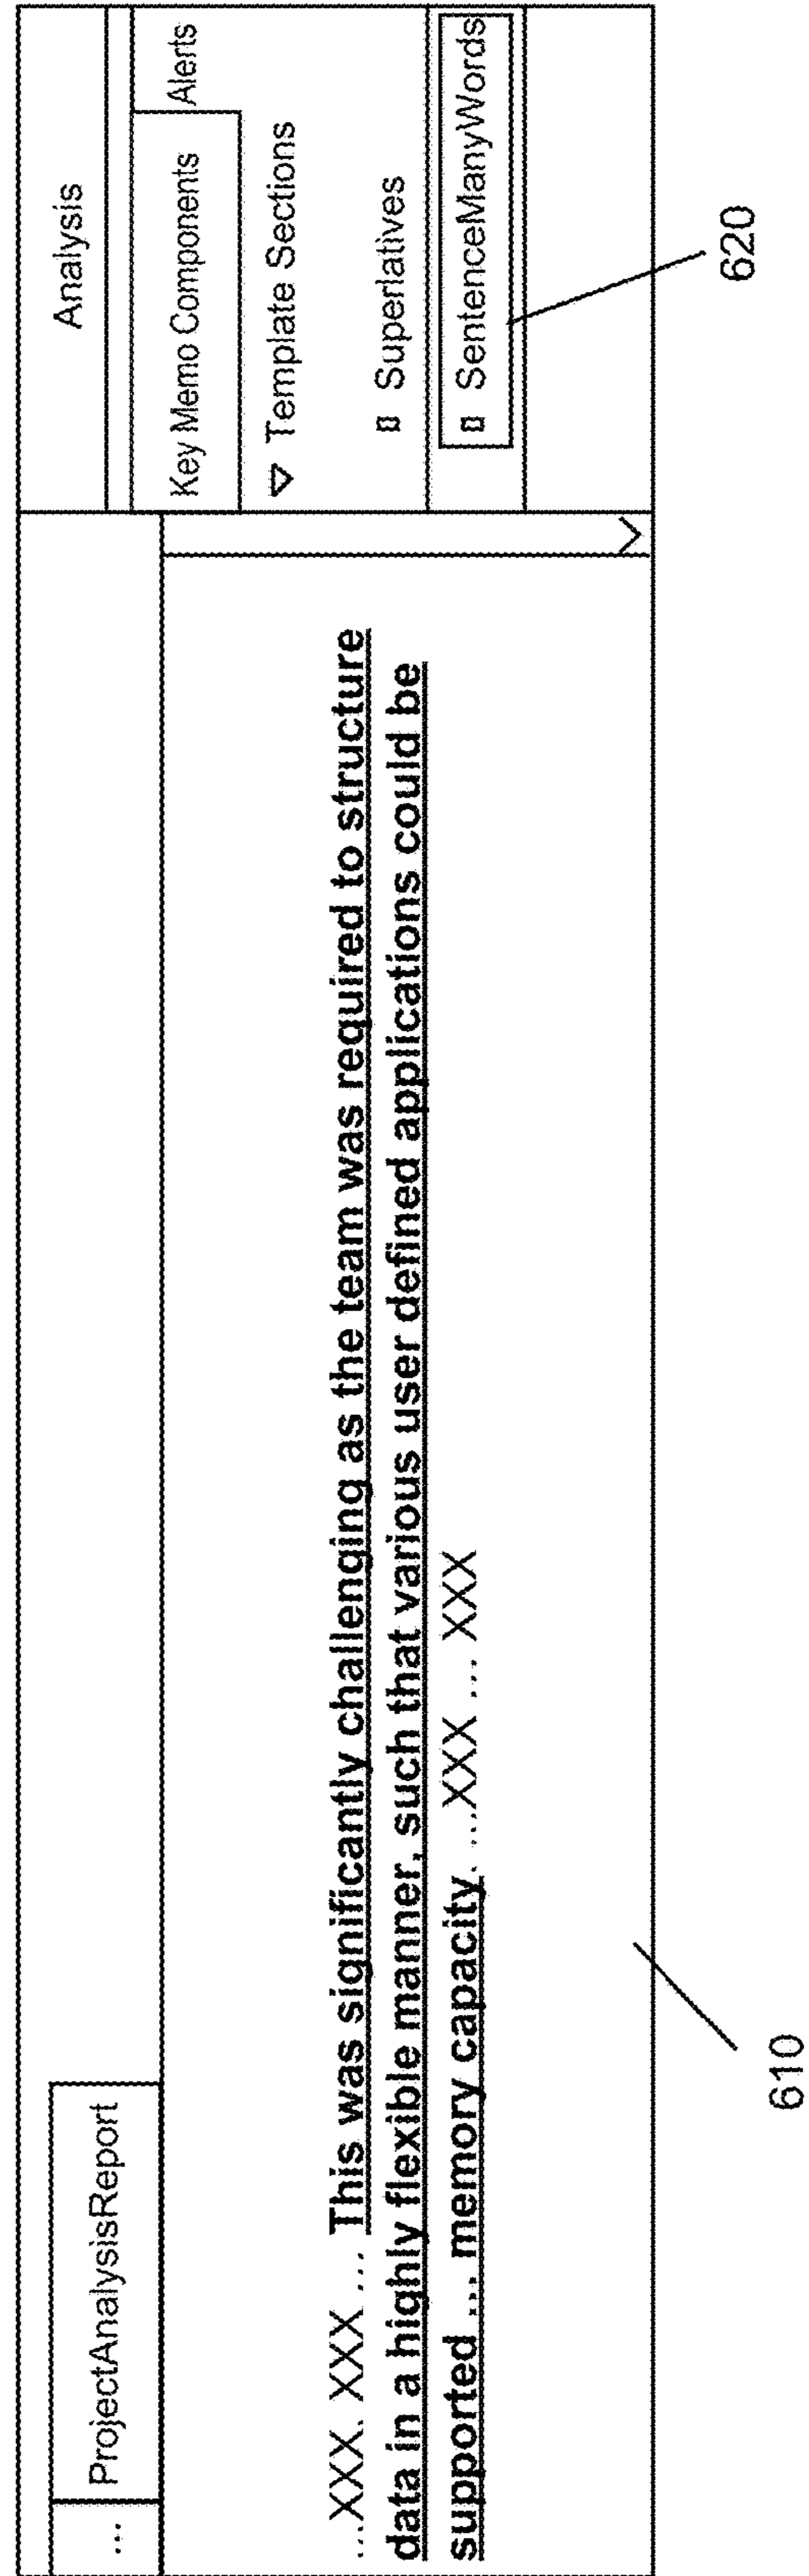 ... ProjectAnalysisReport
Analysis
Key Memo Components Alerts
▽ Template Sections
▯ Superlatives
▯ SentenceManyWords
...XXX. XXX ... This was significantly challenging as the team was required to structure
data in a highly flexible manner, such that various user defined applications could be
supported ... memory capacity. ...XXX ... XXX
610
620